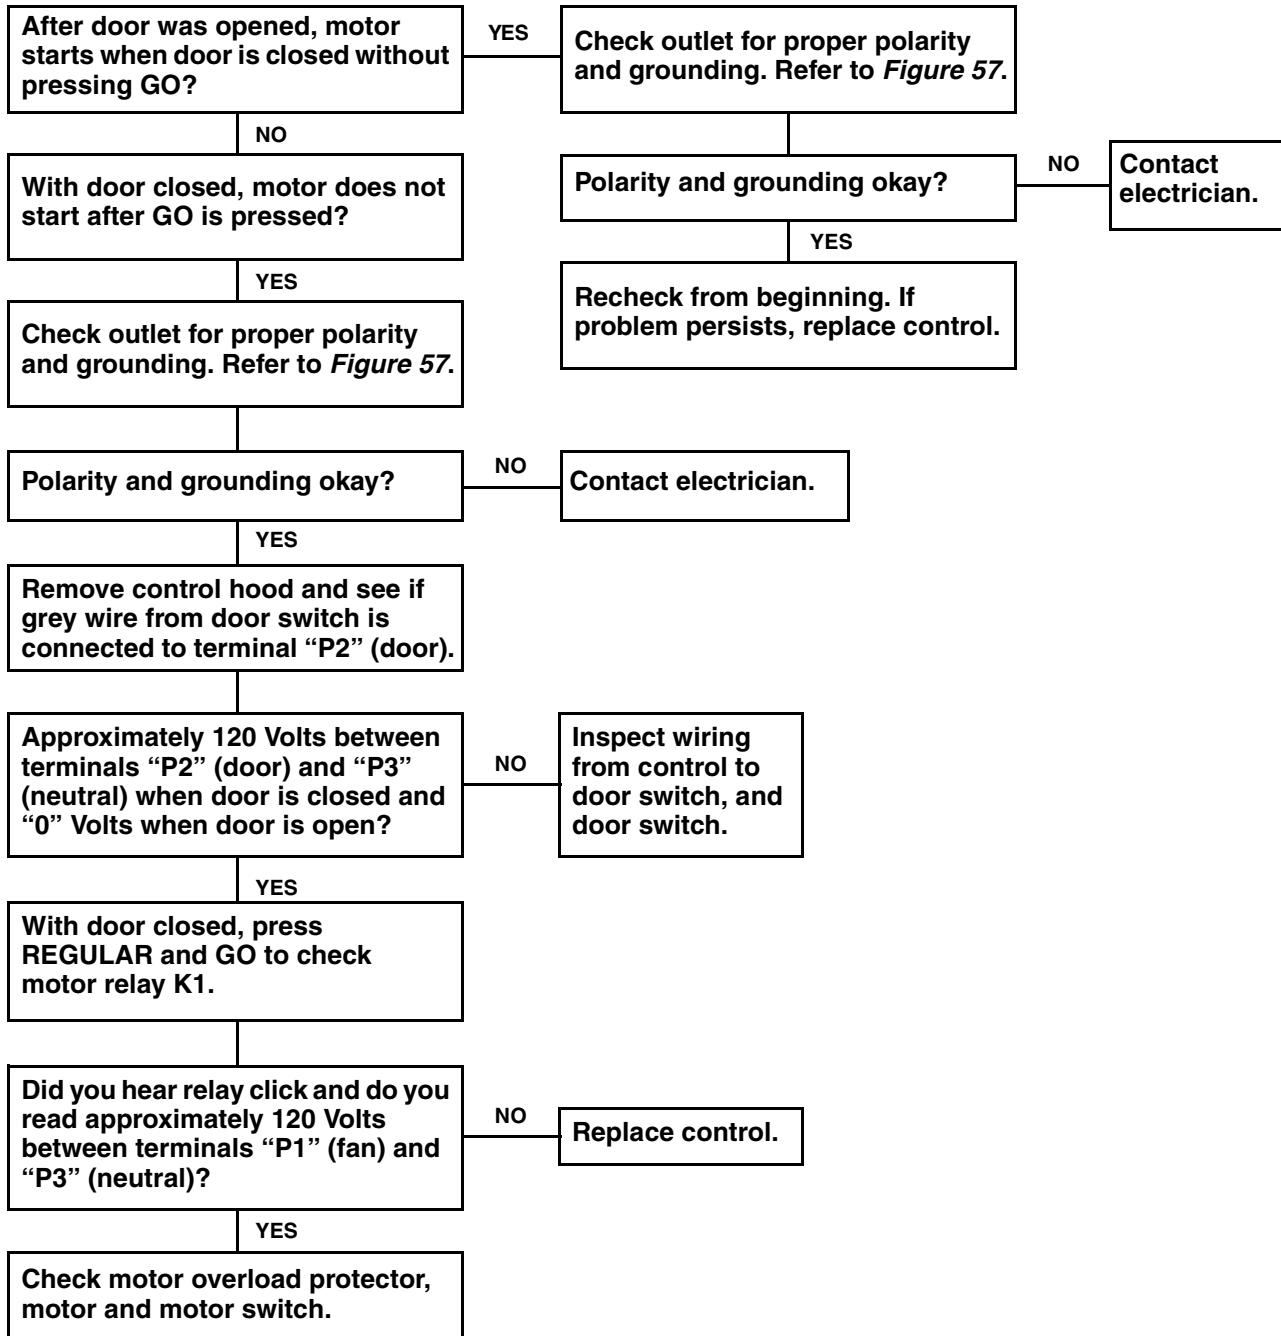 After door was opened, motor
starts when door is closed without
pressing GO?
YES
Check outlet for proper polarity
and grounding. Refer to Figure 57.
NO
Polarity and grounding okay?
NO
Contact
electrician.
YES
Recheck from beginning. If
problem persists, replace control.
With door closed, motor does not
start after GO is pressed?
YES
Check outlet for proper polarity
and grounding. Refer to Figure 57.
Polarity and grounding okay?
NO
Contact electrician.
YES
Remove control hood and see if
grey wire from door switch is
connected to terminal “P2” (door).
Approximately 120 Volts between
terminals “P2” (door) and “P3”
(neutral) when door is closed and
“0” Volts when door is open?
NO
Inspect wiring
from control to
door switch, and
door switch.
YES
With door closed, press
REGULAR and GO to check
motor relay K1.
Did you hear relay click and do you
read approximately 120 Volts
between terminals “P1” (fan) and
“P3” (neutral)?
NO
Replace control.
YES
Check motor overload protector,
motor and motor switch.